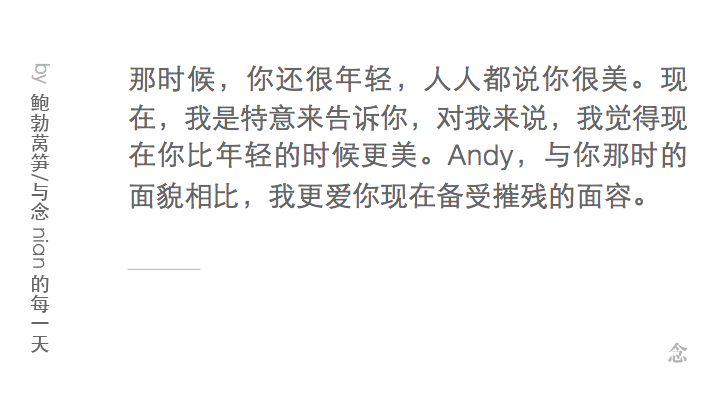 那时候，你还很年轻，人人都说你很美。现
在，我是特意来告诉你，对我来说，我觉得现
在你比年轻的时候更美。Andy，与你那时的
面貌相比，我更爱你现在备受摧残的面容。
by 鲍勃莴笋/与念 nian 的每一天
念